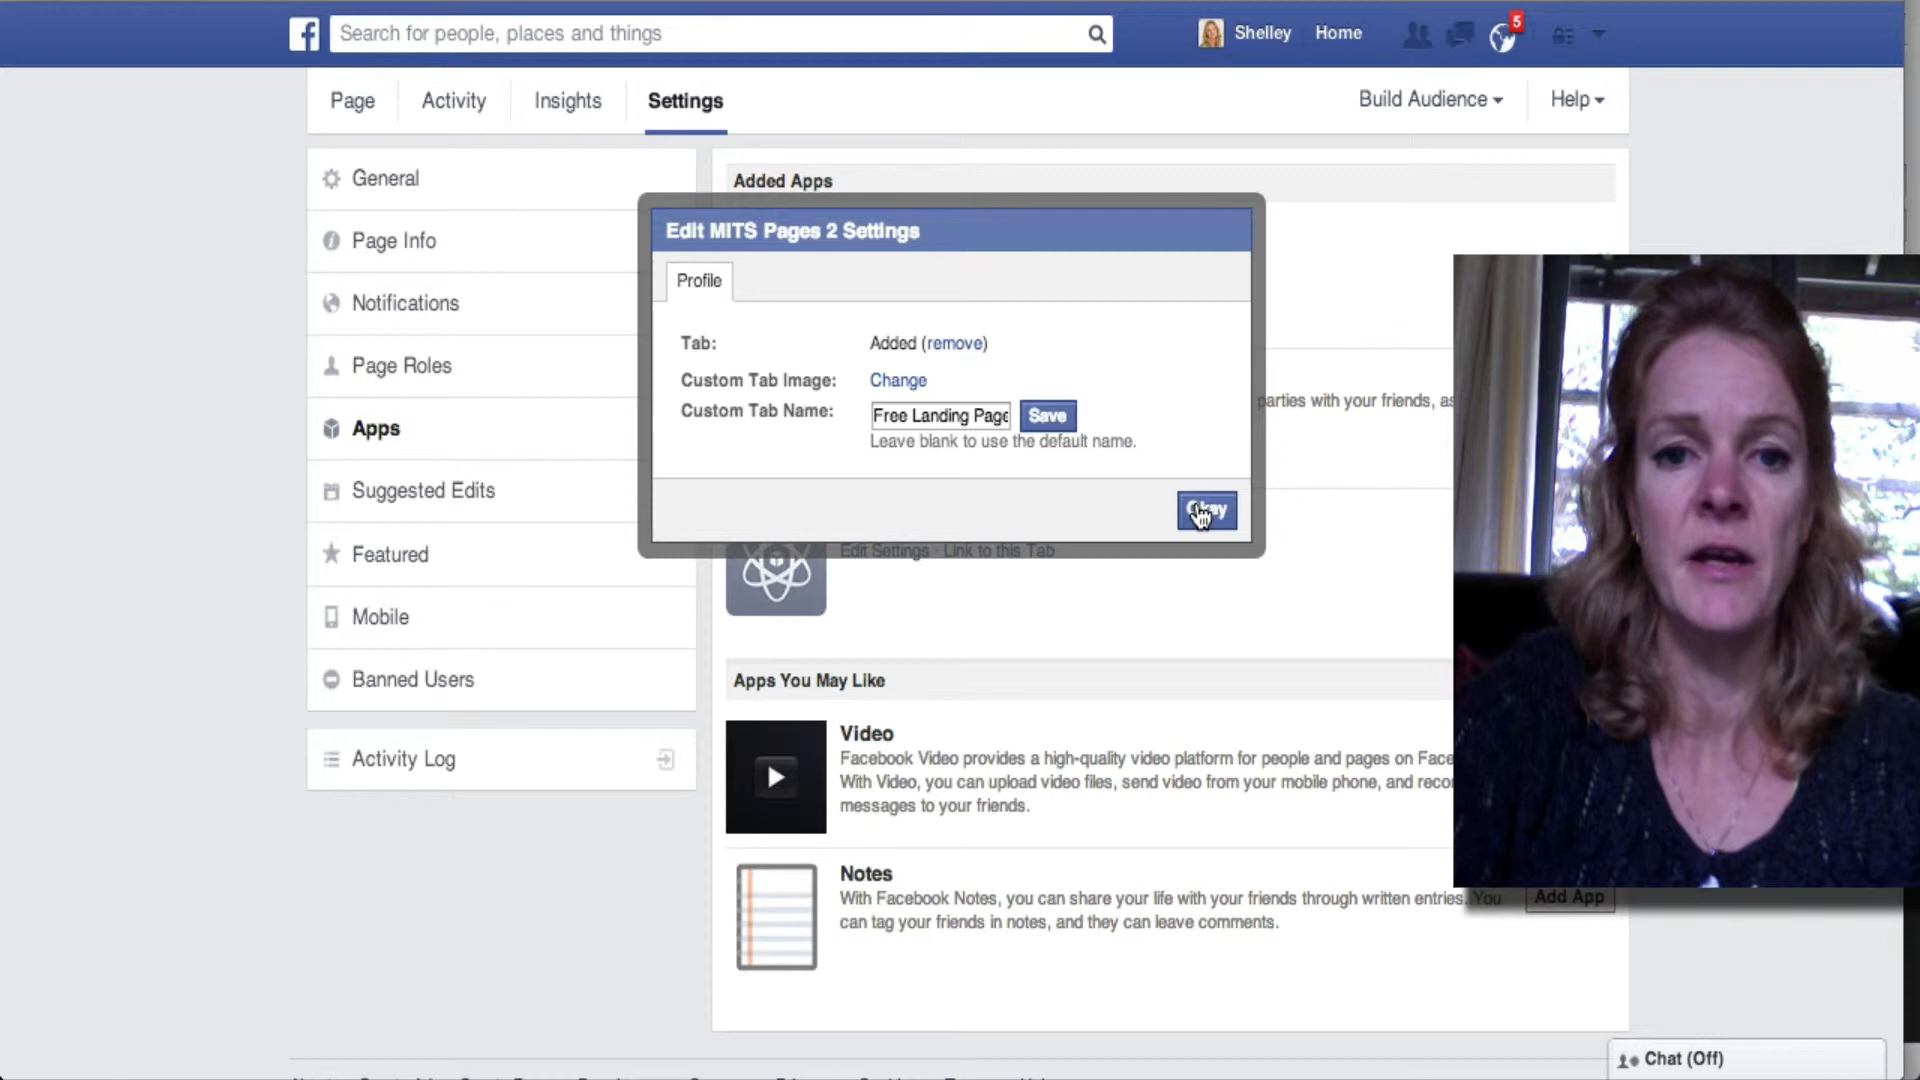 Search for people, places and things
Shelley
Home
5
Page
Activity
Insights
Settings
Build Audience
Help
General
Page Info
Notifications
Page Roles
Apps
Suggested Edits
Featured
Mobile
Banned Users
Activity Log
Added Apps
Edit MITS Pages 2 Settings
Profile
Tab: Added (remove)
Custom Tab Image: Change
Custom Tab Name: Free Landing Page Save
Leave blank to use the default name.
Okay
parties with your friends, as
Edit Settings · Link to this Tab
Apps You May Like
Video
Facebook Video provides a high-quality video platform for people and pages on Face
With Video, you can upload video files, send video from your mobile phone, and reco
messages to your friends.
Notes
With Facebook Notes, you can share your life with your friends through written entries. You
can tag your friends in notes, and they can leave comments.
Add App
Chat (Off)